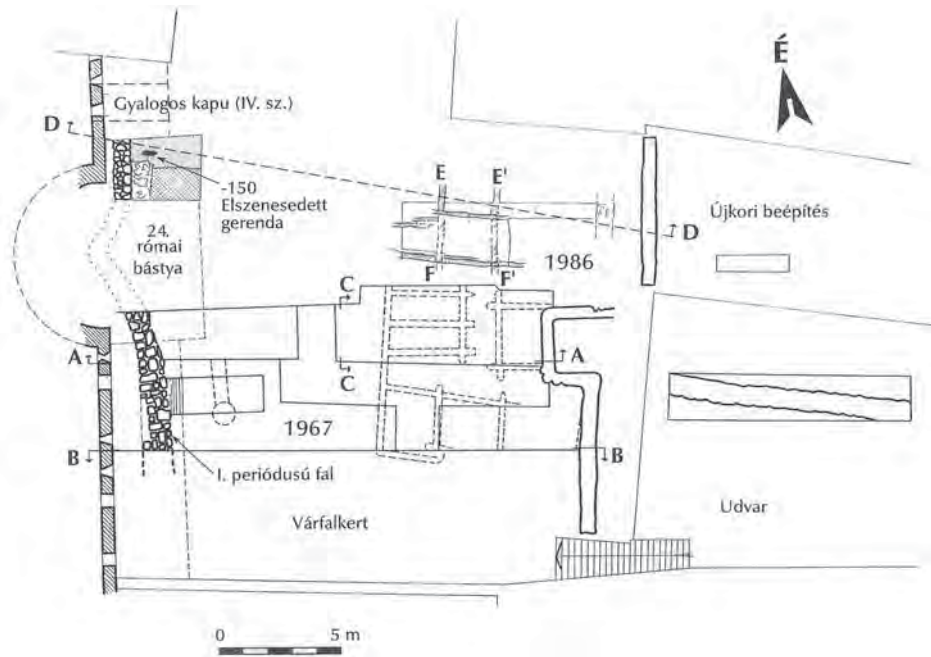 É
Gyalogos kapu (IV. sz.)
D
-150
Elszenesedett
gerenda
E
E'
Újkori beépítés
24.
római
bástya
D
1986
F
F'
C
A
A
C
1967
B
B
I. periódusú fal
Udvar
Várfalkert
0
5 m